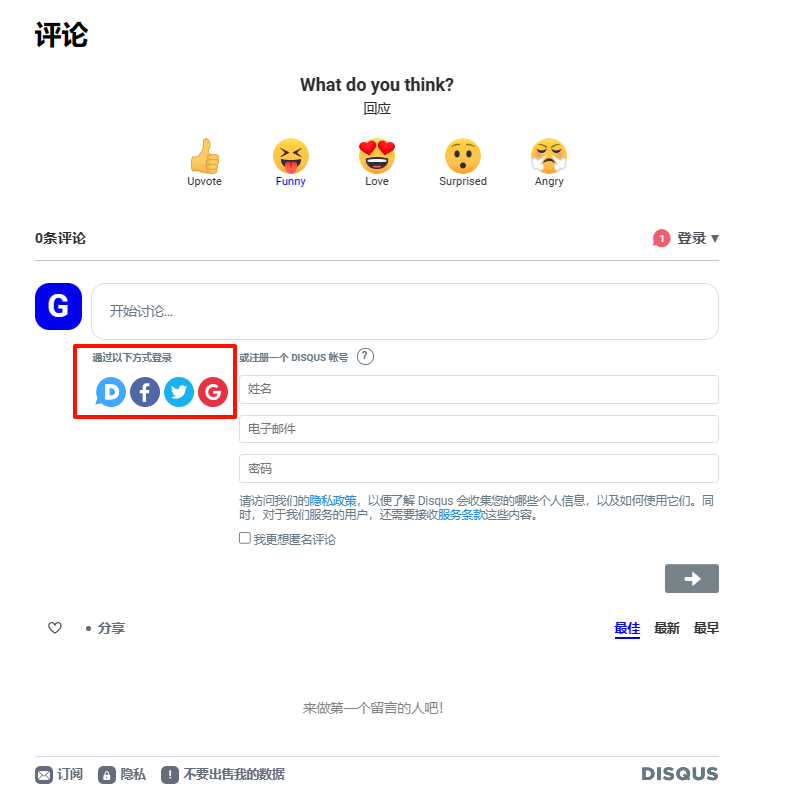 评论
What do you think?
回应
Upvote Funny Love Surprised Angry
0条评论 1 登录 ▼
G 开始讨论...
通过以下方式登录 或注册一个 DISQUS 帐号 ?
D f G 姓名
电子邮件
密码
请访问我们的隐私政策，以便了解 Disqus 会收集您的哪些个人信息，以及如何使用它们。同
时，对于我们服务的用户，还需要接收服务条款这些内容。
我更想匿名评论
• 分享 最佳 最新 最早
来做第一个留言的人吧！
订阅 隐私 ! 不要出售我的数据 DISQUS